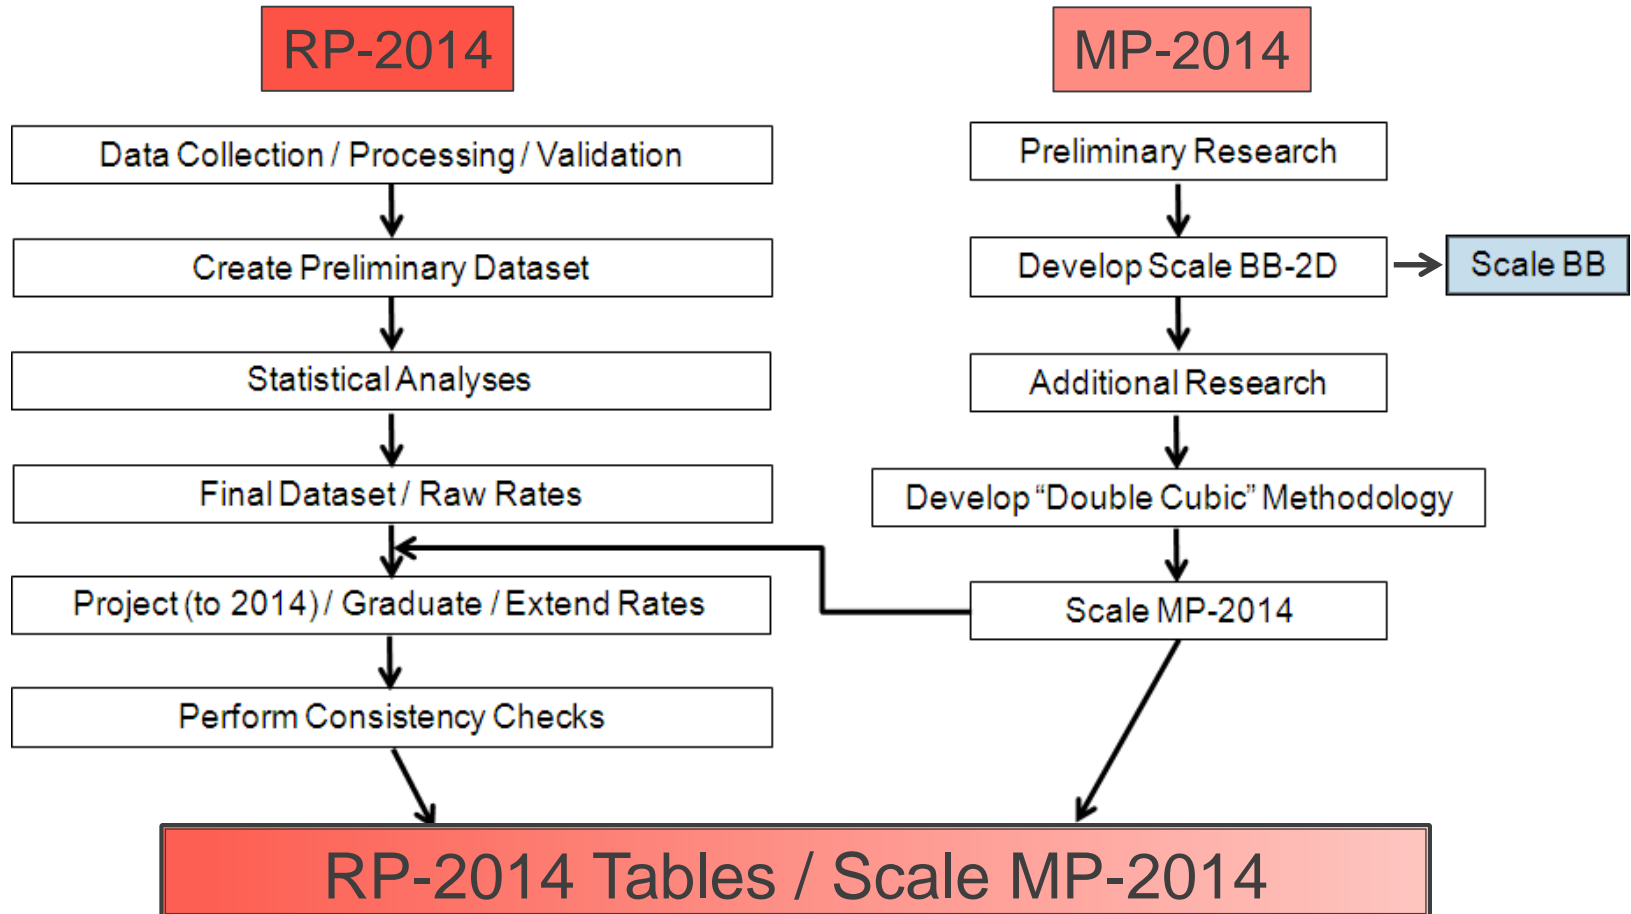 RP-2014
MP-2014
Data Collection / Processing / Validation
Create Preliminary Dataset
Statistical Analyses
Final Dataset / Raw Rates
Project (to 2014) / Graduate / Extend Rates
Perform Consistency Checks
Preliminary Research
Develop Scale BB-2D
Scale BB
Additional Research
Develop “Double Cubic” Methodology
Scale MP-2014
RP-2014 Tables / Scale MP-2014